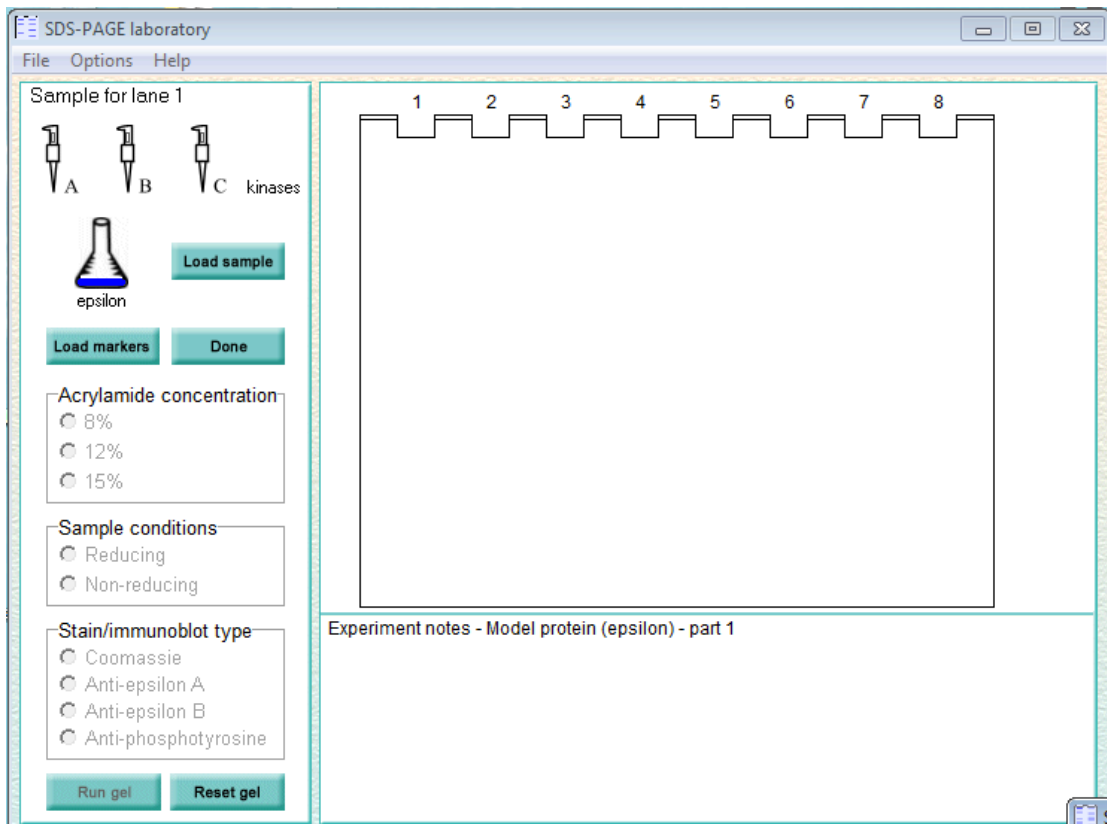 SDS-PAGE laboratory
File Options Help
Sample for lane 1
A B C kinases
epsilon
Load sample
Load markers Done
Acrylamide concentration
8%
12%
15%
Sample conditions
Reducing
Non-reducing
Stain/immunoblot type
Coomassie
Anti-epsilon A
Anti-epsilon B
Anti-phosphotyrosine
Run gel Reset gel
1 2 3 4 5 6 7 8
Experiment notes - Model protein (epsilon) - part 1